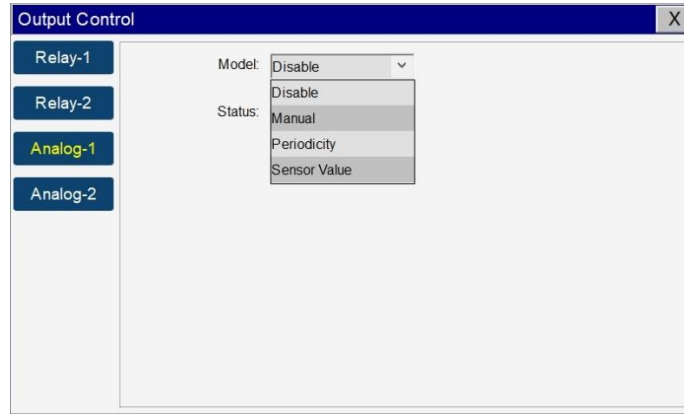 Output Control
X
Relay-1
Relay-2
Analog-1
Analog-2
Model: Disable
Disable
Status:
Manual
Periodicity
Sensor Value